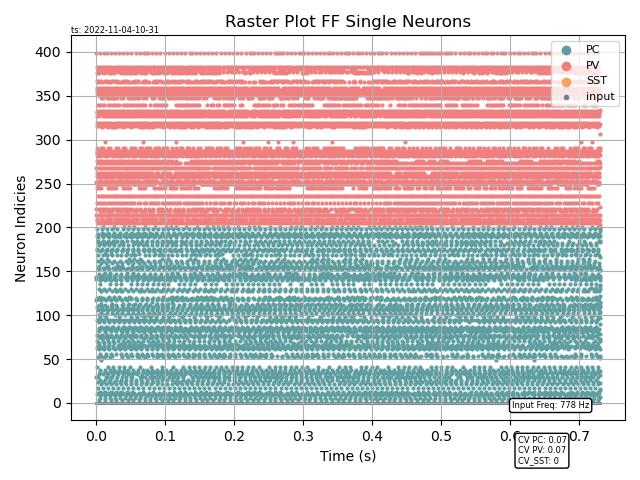 Raster Plot FF Single Neurons
ts: 2022-11-04-10-31
PC
PV
SST
input
400
350
300
250
200
150
100
50
0
Neuron Indicies
Input Freq: 778 Hz
0.0 0.1 0.2 0.3 0.4 0.5 0.6 0.7
Time (s)
CV PC: 0.07
CV PV: 0.07
CV_SST: 0